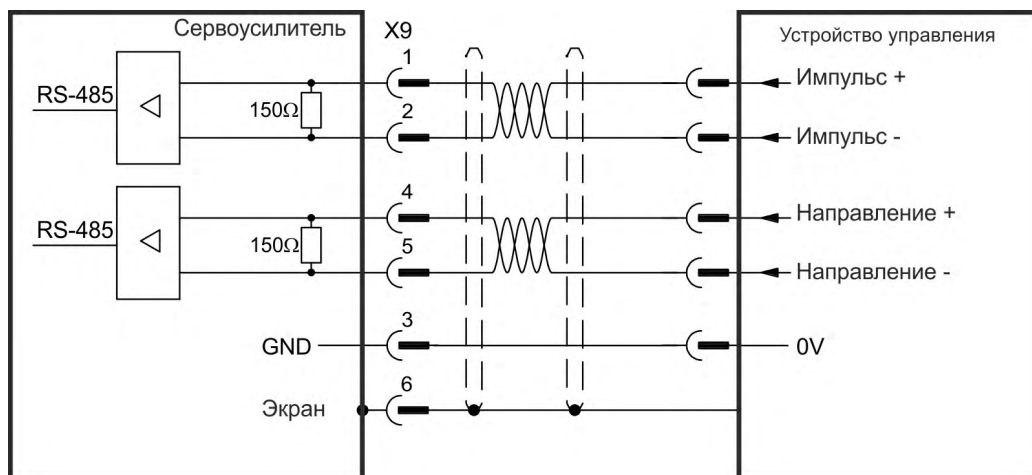 Сервоусилитель
X9
Устройство управления
1
Импульс +
RS-485
150Ω
2
Импульс -
4
Направление +
RS-485
150Ω
5
Направление -
3
GND
0V
6
Экран